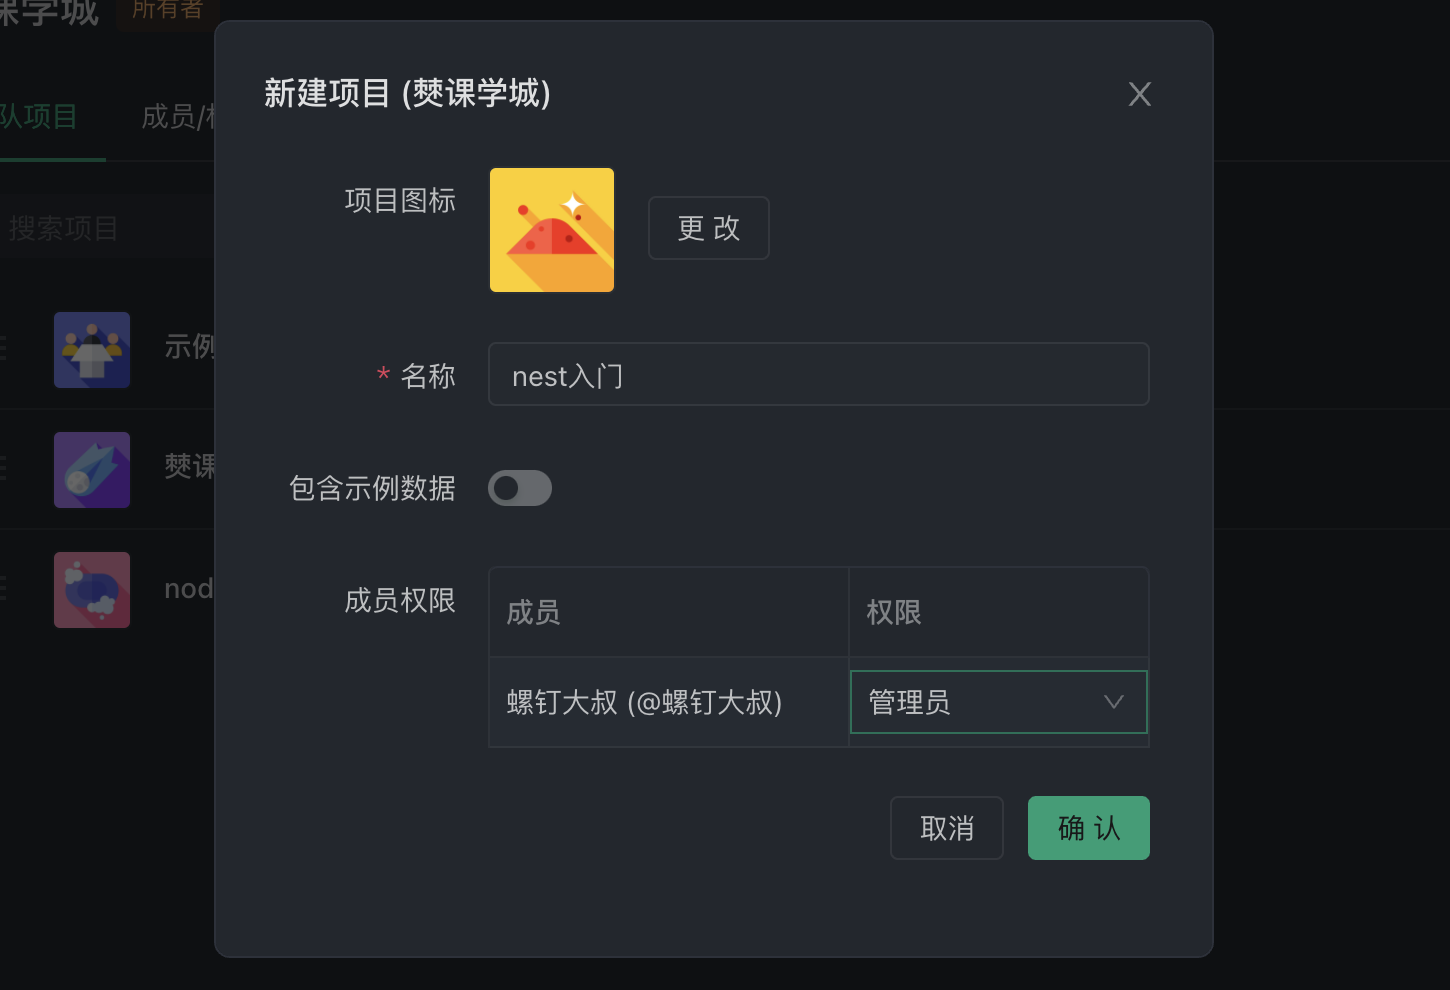 课学城 所有者
新建项目 (僰课学城)
队项目 成员/权
项目图标
更 改
搜索项目
示例
* 名称 nest入门
僰课
包含示例数据
nod
成员权限
成员 权限
螺钉大叔 (@螺钉大叔) 管理员
取消 确 认